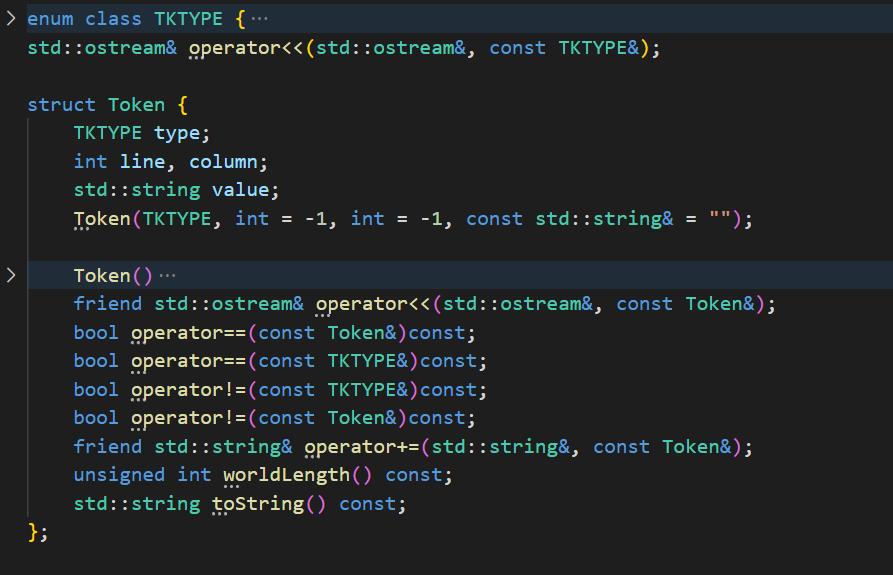 enum class TKTYPE {···
std::ostream& operator<<(std::ostream&, const TKTYPE&);
struct Token {
    TKTYPE type;
    int line, column;
    std::string value;
    Token(TKTYPE, int = -1, int = -1, const std::string& = "");
    Token()···
    friend std::ostream& operator<<(std::ostream&, const Token&);
    bool operator==(const Token&)const;
    bool operator==(const TKTYPE&)const;
    bool operator!=(const TKTYPE&)const;
    bool operator!=(const Token&)const;
    friend std::string& operator+=(std::string&, const Token&);
    unsigned int worldLength() const;
    std::string toString() const;
};